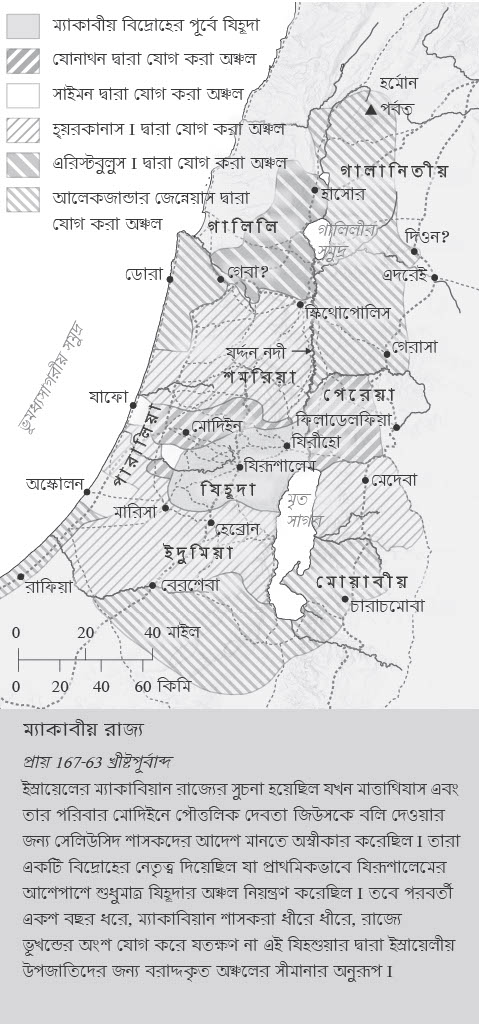 ম্যাকাবীয় বিদ্রোহের পূর্বে যিহূদা
যোনাথন দ্বারা যোগ করা অঞ্চল
সাইমন দ্বারা যোগ করা অঞ্চল
হ্যরকানাস I দ্বারা যোগ করা অঞ্চল
এরিস্টবুলুস I দ্বারা যোগ করা অঞ্চল
আলেকজান্ডার জেন্নেয়াস দ্বারা
যোগ করা অঞ্চল
হর্মোন
পর্বত
গালানিতীয়
হাসোর
গালিলি
গালিলীর
সমুদ্র
দিওন?
ডোরা
গেবা?
এদরেই
স্কিথোপোলিস
ভূমধ্যসাগরীয় সমুদ্র
যর্দ্দন নদী
গেরাসা
শমরিয়া
যাফো
পেরেয়া
পারালিয়া
মোদিইন
ফিলাডেলফিয়া
যিরীহো
যিরূশালেম
অস্কোলন
যিহূদা
মেদেবা
মৃত
সাগর
মারিসা
হেব্রোন
ইদুমিয়া
রাফিয়া
বেরশেবা
মোয়াবীয়
চারাচমোবা
0 20 40 মাইল
0 20 40 60 কিমি
ম্যাকাবীয় রাজ্য
প্রায় 167-63 খ্রীষ্টপূর্বাব্দ
ইস্রায়েলের ম্যাকাবিয়ান রাজ্যের সুচনা হয়েছিল যখন মাত্তাথিযাস এবং
তার পরিবার মোদিইনে পৌত্তলিক দেবতা জিউসকে বলি দেওয়ার
জন্য সেলিউসিদ শাসকদের আদেশ মানতে অস্বীকার করেছিল I তারা
একটি বিদ্রোহের নেতৃত্ব দিয়েছিল যা প্রাথমিকভাবে যিরূশালেমের
আশেপাশে শুধুমাত্র যিহূদার অঞ্চল নিয়ন্ত্রণ করেছিল I তবে পরবর্তী
একশ বছর ধরে, ম্যাকাবিয়ান শাসকরা ধীরে ধীরে, রাজ্যে
ভূখন্ডের অংশ যোগ করে যতক্ষণ না এই যিহশুয়ার দ্বারা ইস্রায়েলীয়
উপজাতিদের জন্য বরাদ্দকৃত অঞ্চলের সীমানার অনুরূপ I